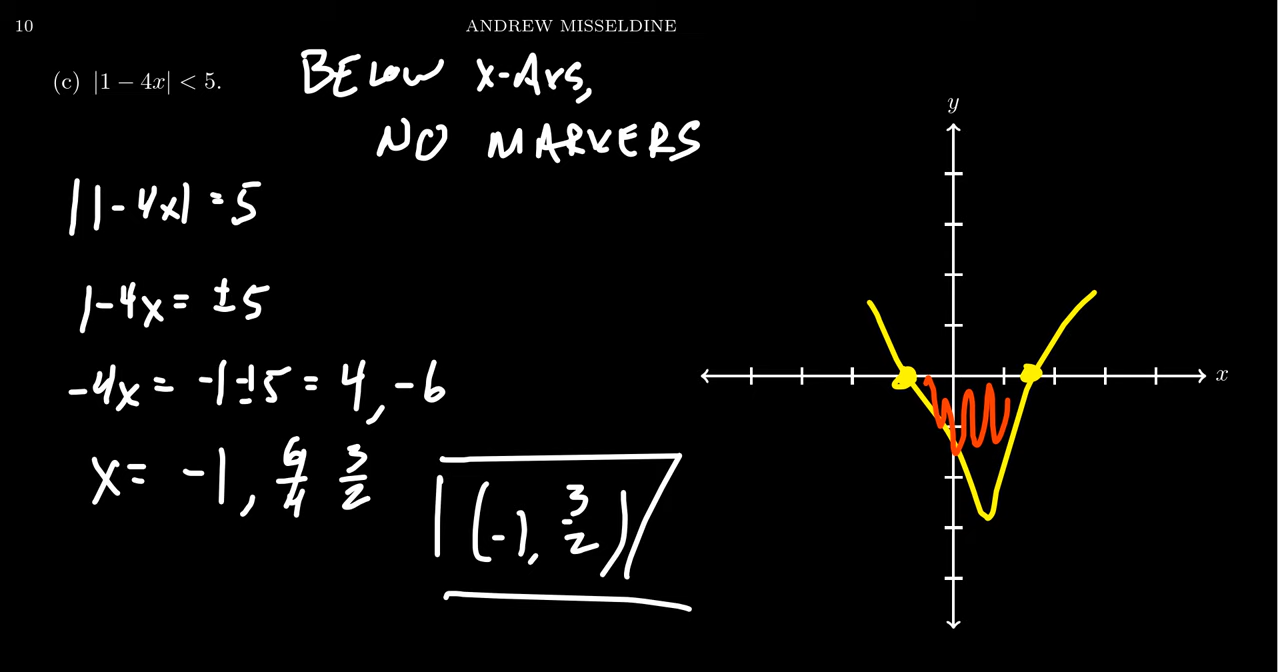 10 ANDREW MISSELDINE
(c) |1 − 4x| < 5.
BELOW X-AXIS,
NO MARKERS
|1-4x| = 5
1-4x = ±5
-4x = -1±5 = 4, -6
x = -1, 6/4 3/2
(-1, 3/2)
y
x